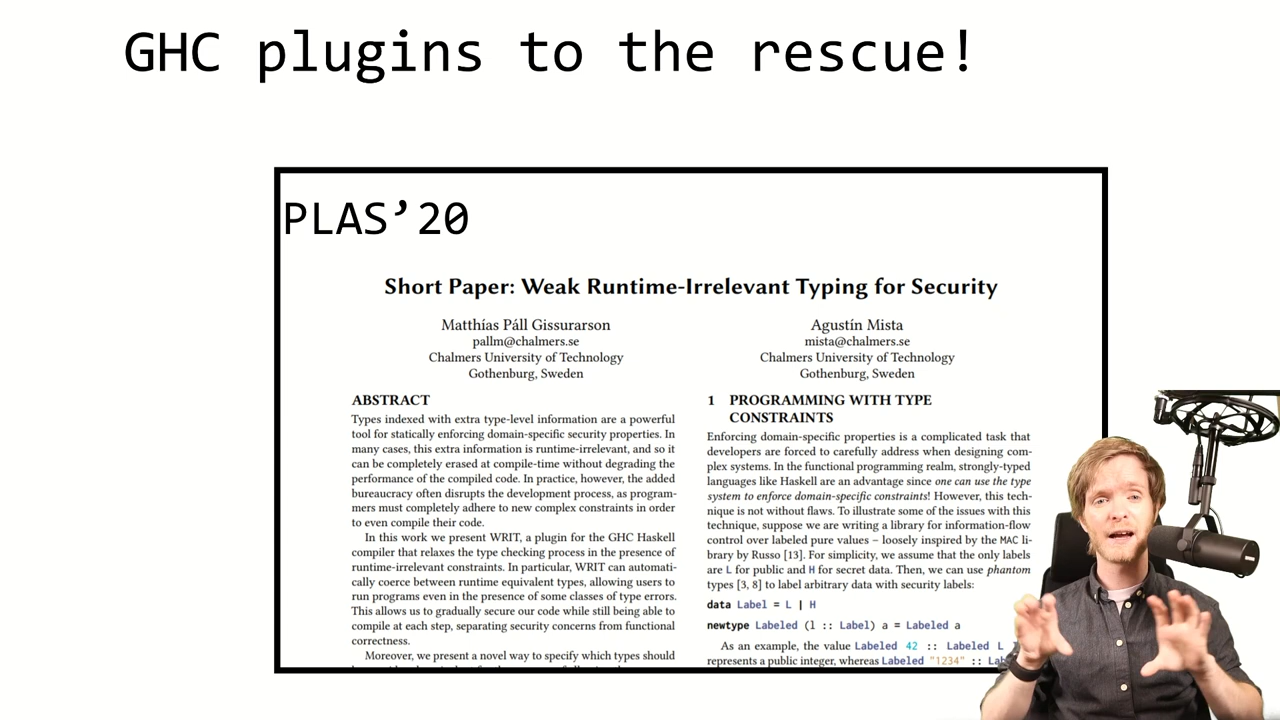 GHC plugins to the rescue!
PLAS’20
Short Paper: Weak Runtime-Irrelevant Typing for Security
Matthías Páll Gissurarson
pallm@chalmers.se
Chalmers University of Technology
Gothenburg, Sweden
Agustín Mista
mista@chalmers.se
Chalmers University of Technology
Gothenburg, Sweden
ABSTRACT
Types indexed with extra type-level information are a powerful
tool for statically enforcing domain-specific security properties. In
many cases, this extra information is runtime-irrelevant, and so it
can be completely erased at compile-time without degrading the
performance of the compiled code. In practice, however, the added
bureaucracy often disrupts the development process, as program-
mers must completely adhere to new complex constraints in order
to even compile their code.
In this work we present WRIT, a plugin for the GHC Haskell
compiler that relaxes the type checking process in the presence of
runtime-irrelevant constraints. In particular, WRIT can automati-
cally coerce between runtime equivalent types, allowing users to
run programs even in the presence of some classes of type errors.
This allows us to gradually secure our code while still being able to
compile at each step, separating security concerns from functional
correctness.
Moreover, we present a novel way to specify which types should
1 PROGRAMMING WITH TYPE
CONSTRAINTS
Enforcing domain-specific properties is a complicated task that
developers are forced to carefully address when designing com-
plex systems. In the functional programming realm, strongly-typed
languages like Haskell are an advantage since one can use the type
system to enforce domain-specific constraints! However, this tech-
nique is not without flaws. To illustrate some of the issues with this
technique, suppose we are writing a library for information-flow
control over labeled pure values – loosely inspired by the MAC li-
brary by Russo [13]. For simplicity, we assume that the only labels
are L for public and H for secret data. Then, we can use phantom
types [3, 8] to label arbitrary data with security labels:
data Label = L | H
newtype Labeled (l :: Label) a = Labeled a
As an example, the value Labeled 42 :: Labeled L
represents a public integer, whereas Labeled "1234" ::